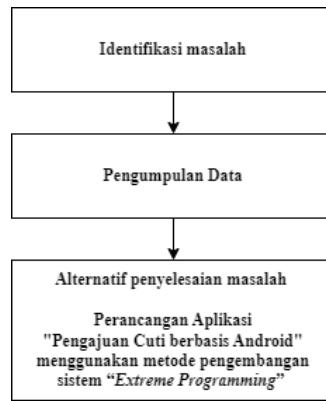 Identifikasi masalah
Pengumpulan Data
Alternatif penyelesaian masalah
Perancangan Aplikasi
"Pengajuan Cuti berbasis Android"
menggunakan metode pengembangan
sistem “Extreme Programming”